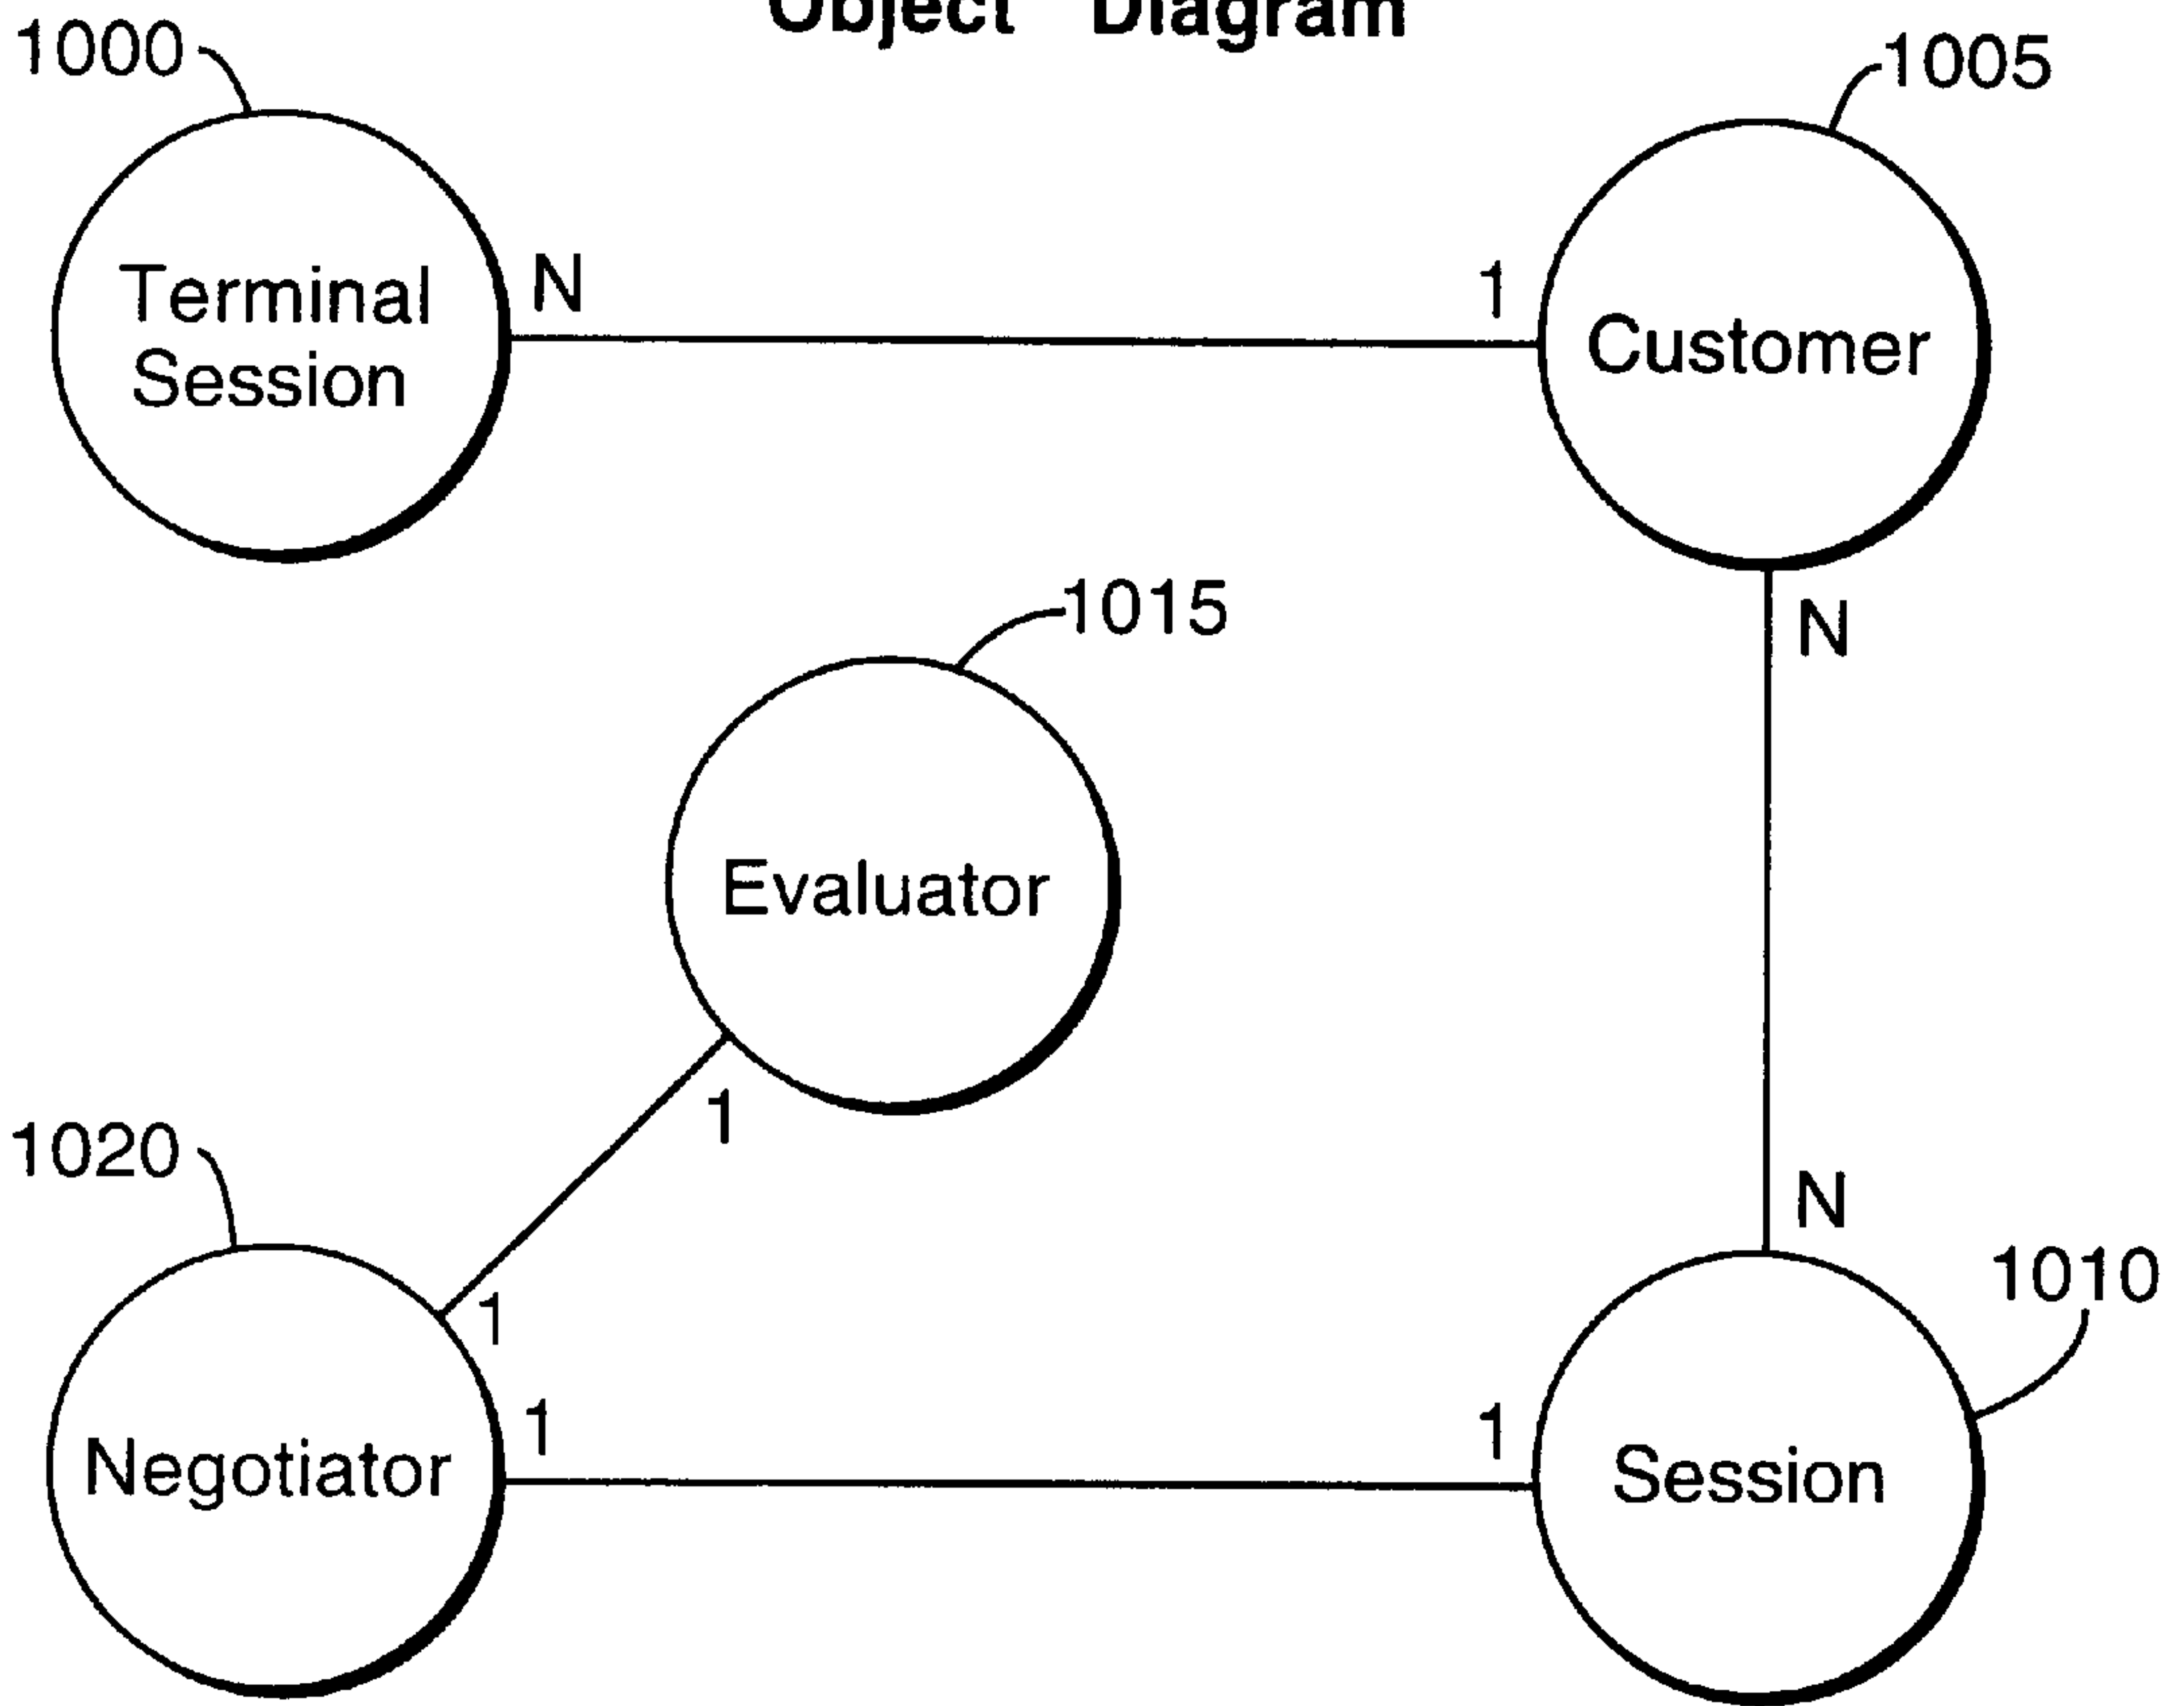 Object Diagram
1000
1005
Terminal
Session
N
1
Customer
N
1015
Evaluator
1
1020
1
N
1010
Negotiator
1
1
Session